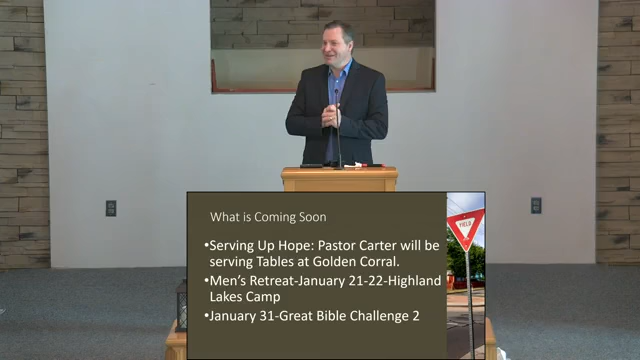 What is Coming Soon
•Serving Up Hope: Pastor Carter will be
serving Tables at Golden Corral.
•Men's Retreat-January 21-22-Highland
Lakes Camp
•January 31-Great Bible Challenge 2
YIELD